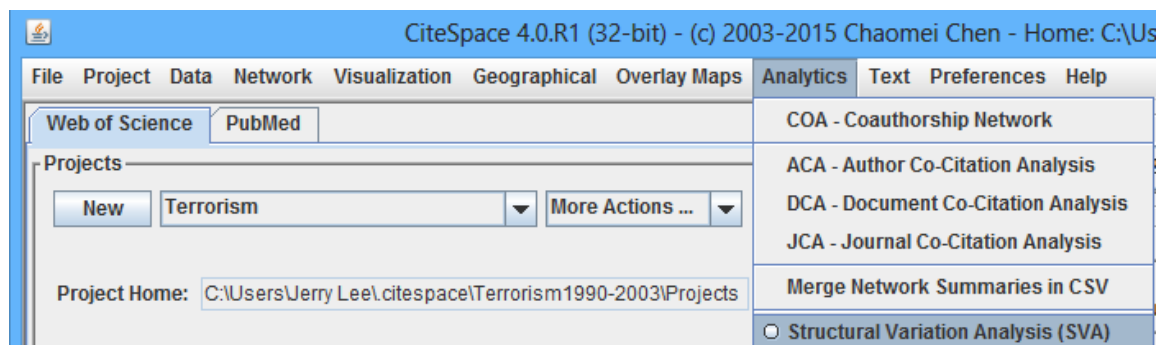 CiteSpace 4.0.R1 (32-bit) - (c) 2003-2015 Chaomei Chen - Home: C:\Us
File Project Data Network Visualization Geographical Overlay Maps Analytics Text Preferences Help
Web of Science PubMed
COA - Coauthorship Network
Projects
ACA - Author Co-Citation Analysis
New Terrorism More Actions ...
DCA - Document Co-Citation Analysis
JCA - Journal Co-Citation Analysis
Project Home: C:\Users\Jerry Lee\.citespace\Terrorism1990-2003\Projects
Merge Network Summaries in CSV
Structural Variation Analysis (SVA)